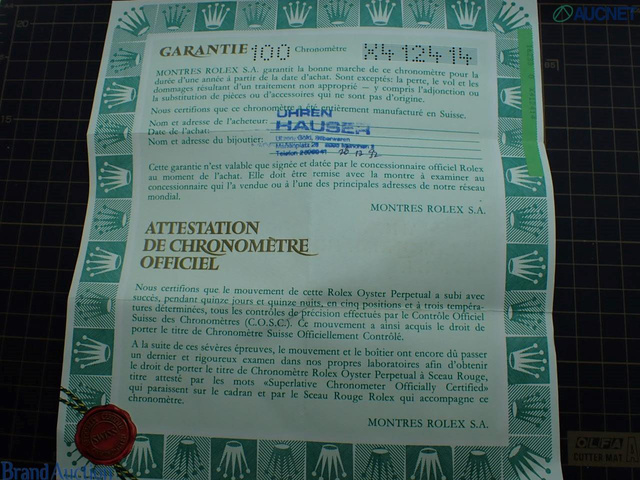 AUCNET
GARANTIE 100 Chronomètre X412414
MONTRES ROLEX S.A. garantit la bonne marche de ce chronomètre pour la
durée d'une année à partir de la date d'achat. Sont exceptés: la perte, le vol et les
dommages résultant d'un traitement non approprié – y compris l'adjonction ou
la substitution de pièces ou d'accessoires qui ne sont pas d'origine.
Nous certifions que ce chronomètre a été entièrement manufacturé en Suisse.
Nom et adresse de l'acheteur:
UHREN
Date de l'achat:
HAUSER
Nom et adresse du bijoutier:
Cette garantie n'est valable que signée et datée par le concessionnaire officiel Rolex
au moment de l'achat. Elle doit être remise avec la montre à examiner au
concessionnaire qui l'a vendue ou à l'une des principales adresses de notre réseau
mondial.
MONTRES ROLEX S.A.
ATTESTATION
DE CHRONOMÈTRE
OFFICIEL
Nous certifions que le mouvement de cette Rolex Oyster Perpetual a subi avec
succès, pendant quinze jours et quinze nuits, en cinq positions et à trois tempéra-
tures déterminées, tous les contrôles de précision effectués par le Contrôle Officiel
Suisse des Chronomètres (C.O.S.C.). Ce mouvement a ainsi acquis le droit de
porter le titre de Chronomètre Suisse Officiellement Contrôlé.
A la suite de ces sévères épreuves, le mouvement et le boîtier ont encore dû passer
un dernier et rigoureux examen dans nos propres laboratoires afin d'obtenir
le droit de porter le titre de Chronomètre Rolex Oyster Perpetual à Sceau Rouge,
titre attesté par les mots «Superlative Chronometer Officially Certified»
qui paraissent sur le cadran et par le Sceau Rouge Rolex qui accompagne ce
chronomètre.
MONTRES ROLEX S.A.
Brand Auction
OLFA
CUTTER MAT A